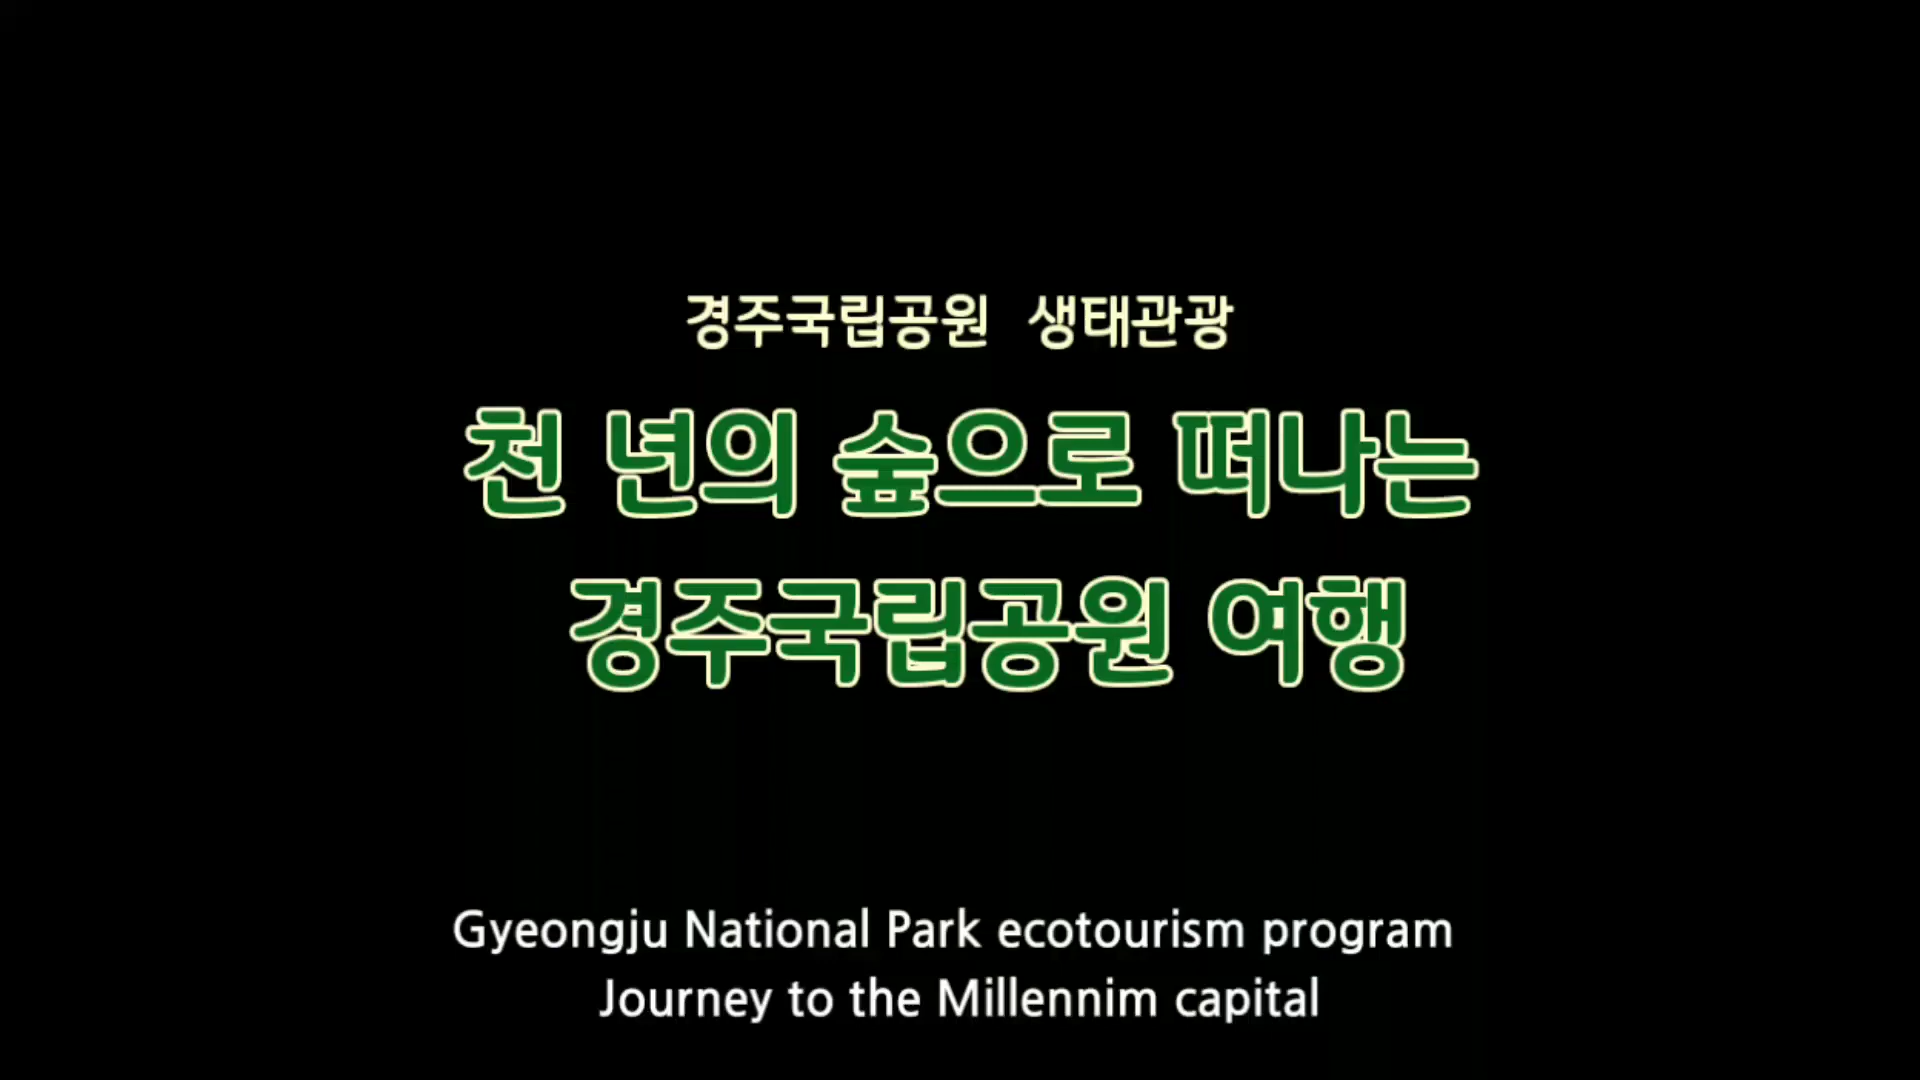 경주국립공원 생태관광
천 년의 숲으로 떠나는
경주국립공원 여행
Gyeongju National Park ecotourism program
Journey to the Millennim capital